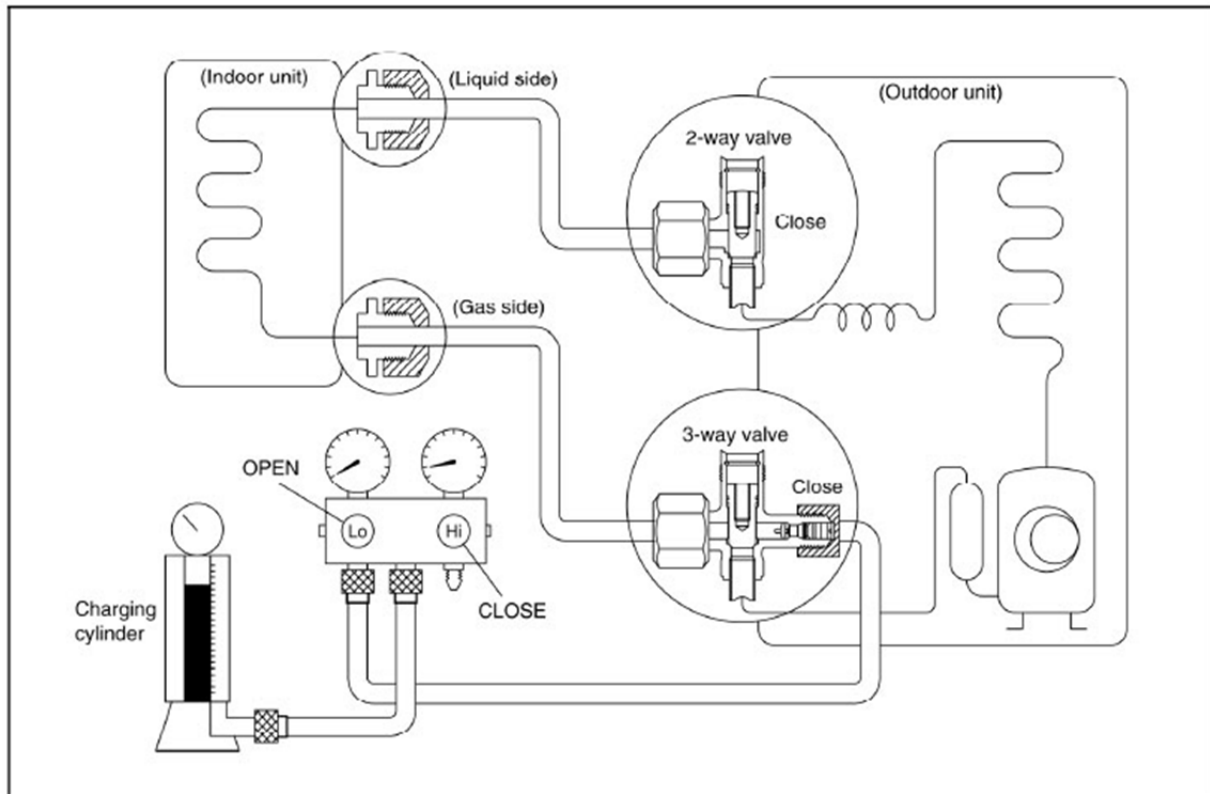 (Indoor unit)
(Liquid side)
(Outdoor unit)
2-way valve
Close
(Gas side)
3-way valve
OPEN
Close
Lo
Hi
CLOSE
Charging
cylinder